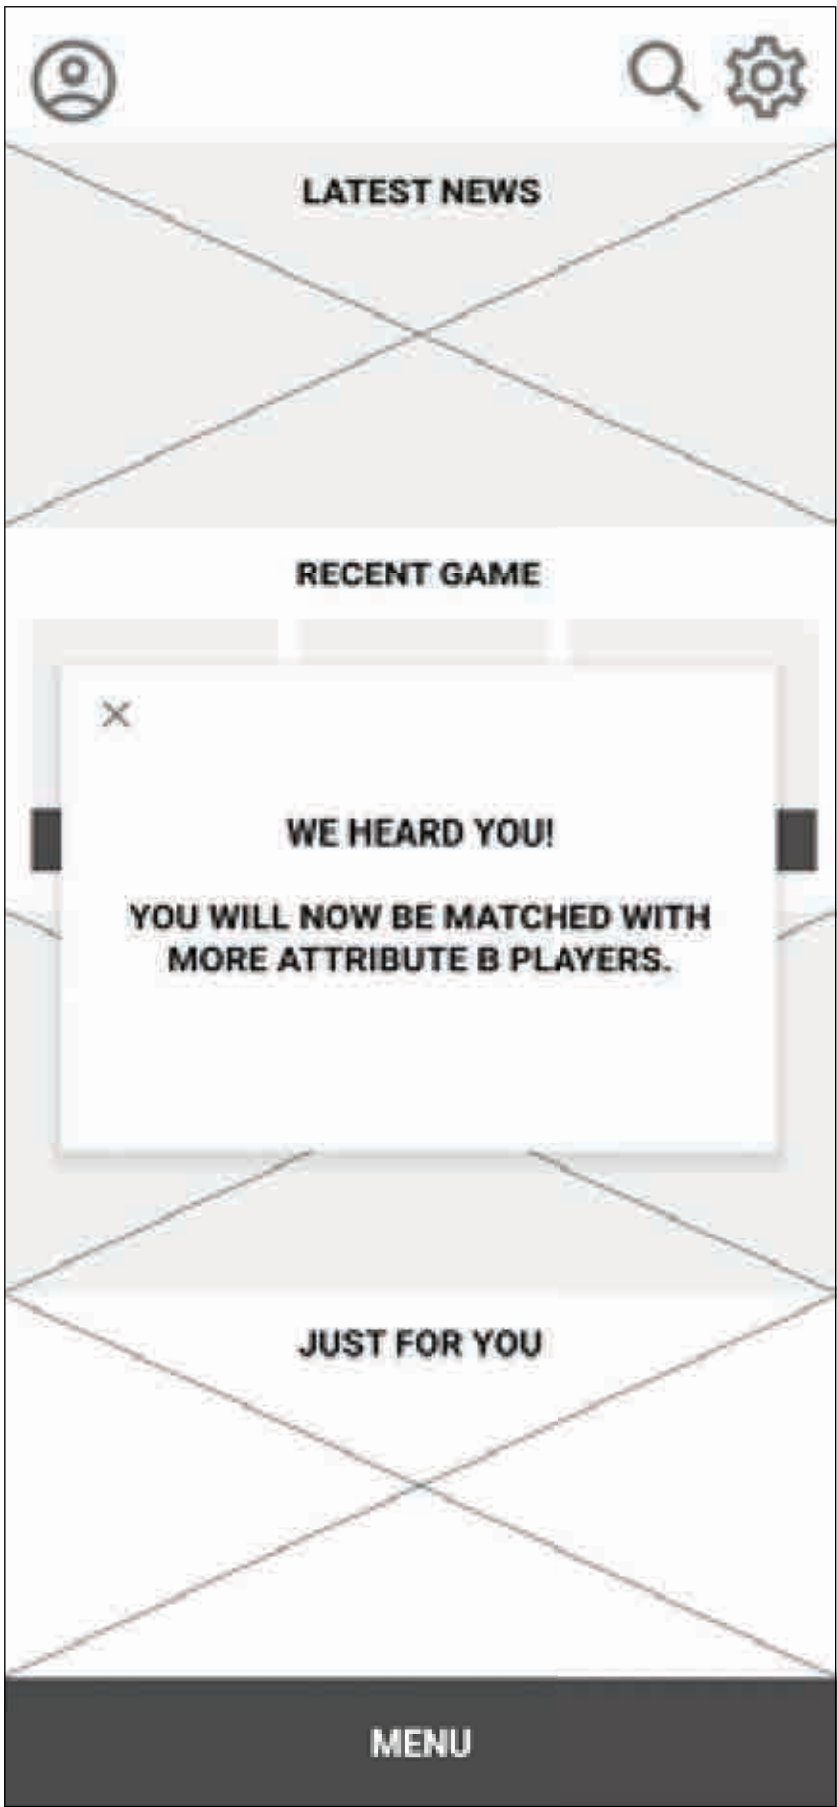 LATEST NEWS
RECENT GAME
WE HEARD YOU!
YOU WILL NOW BE MATCHED WITH
MORE ATTRIBUTE B PLAYERS.
JUST FOR YOU
MENU